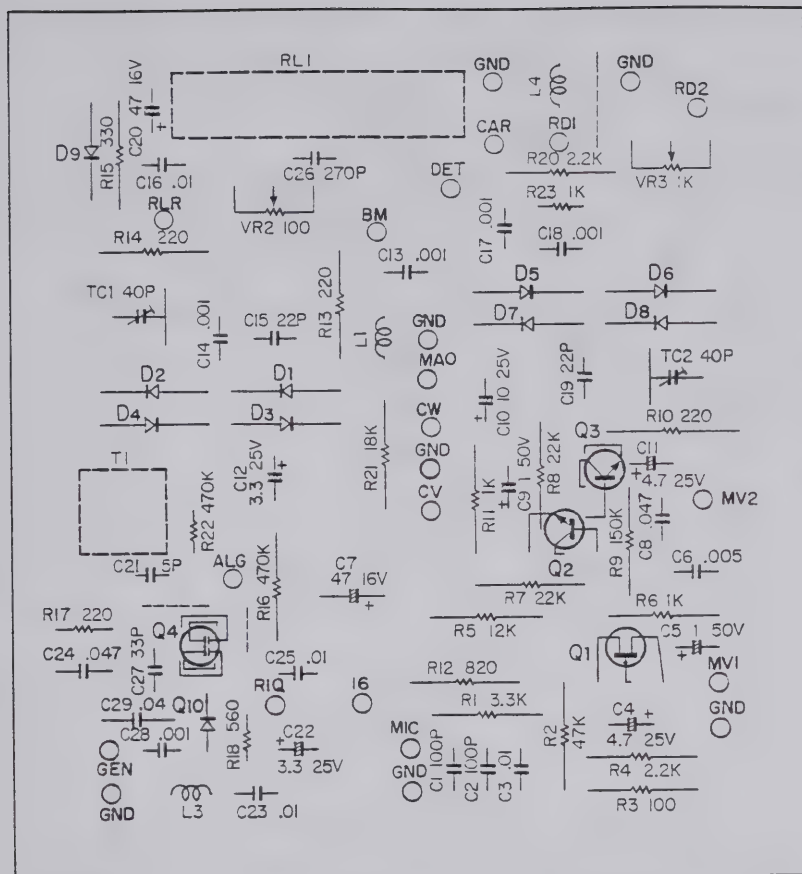 RL1
GND
L4
GND
RD2
C20 47 16V
R15 330
D9
CAR
RD1
C16 .01
C26 270P
DET
R20 2.2K
VR3 1K
RLR
VR2 100
BM
R23 1K
C17 .001
C18 .001
R14 220
C13 .001
D5
D6
TC1 40P
C14 .001
C15 22P
R13 220
L1
GND
D7
D8
MAO
C10 10 25V
C19 22P
TC2 40P
D2
D1
D4
D3
CW
R10 220
T1
C12 3.3 25V
R21 18K
GND
Q3
C11
4.7 25V
R22 470K
CV
R11 1K
C9 1 50V
R8 22K
MV2
Q2
R9 150K
C8 .047
C21 .5P
ALG
R16 470K
C7
47 16V
C6 .005
R7 22K
R17 220
Q4
R5 12K
R6 1K
C5 1 50V
C24 .047
C27 33P
C25 .01
Q1
R12 820
MV1
C29 .04
Q10
R1Q
16
R1 3.3K
GND
C28 .001
R18 560
C22
3.3 25V
MIC
R2 47K
C4
4.7 25V
GEN
GND
C1 100P
C2 100P
C3 .01
R4 2.2K
GND
L3
C23 .01
R3 100